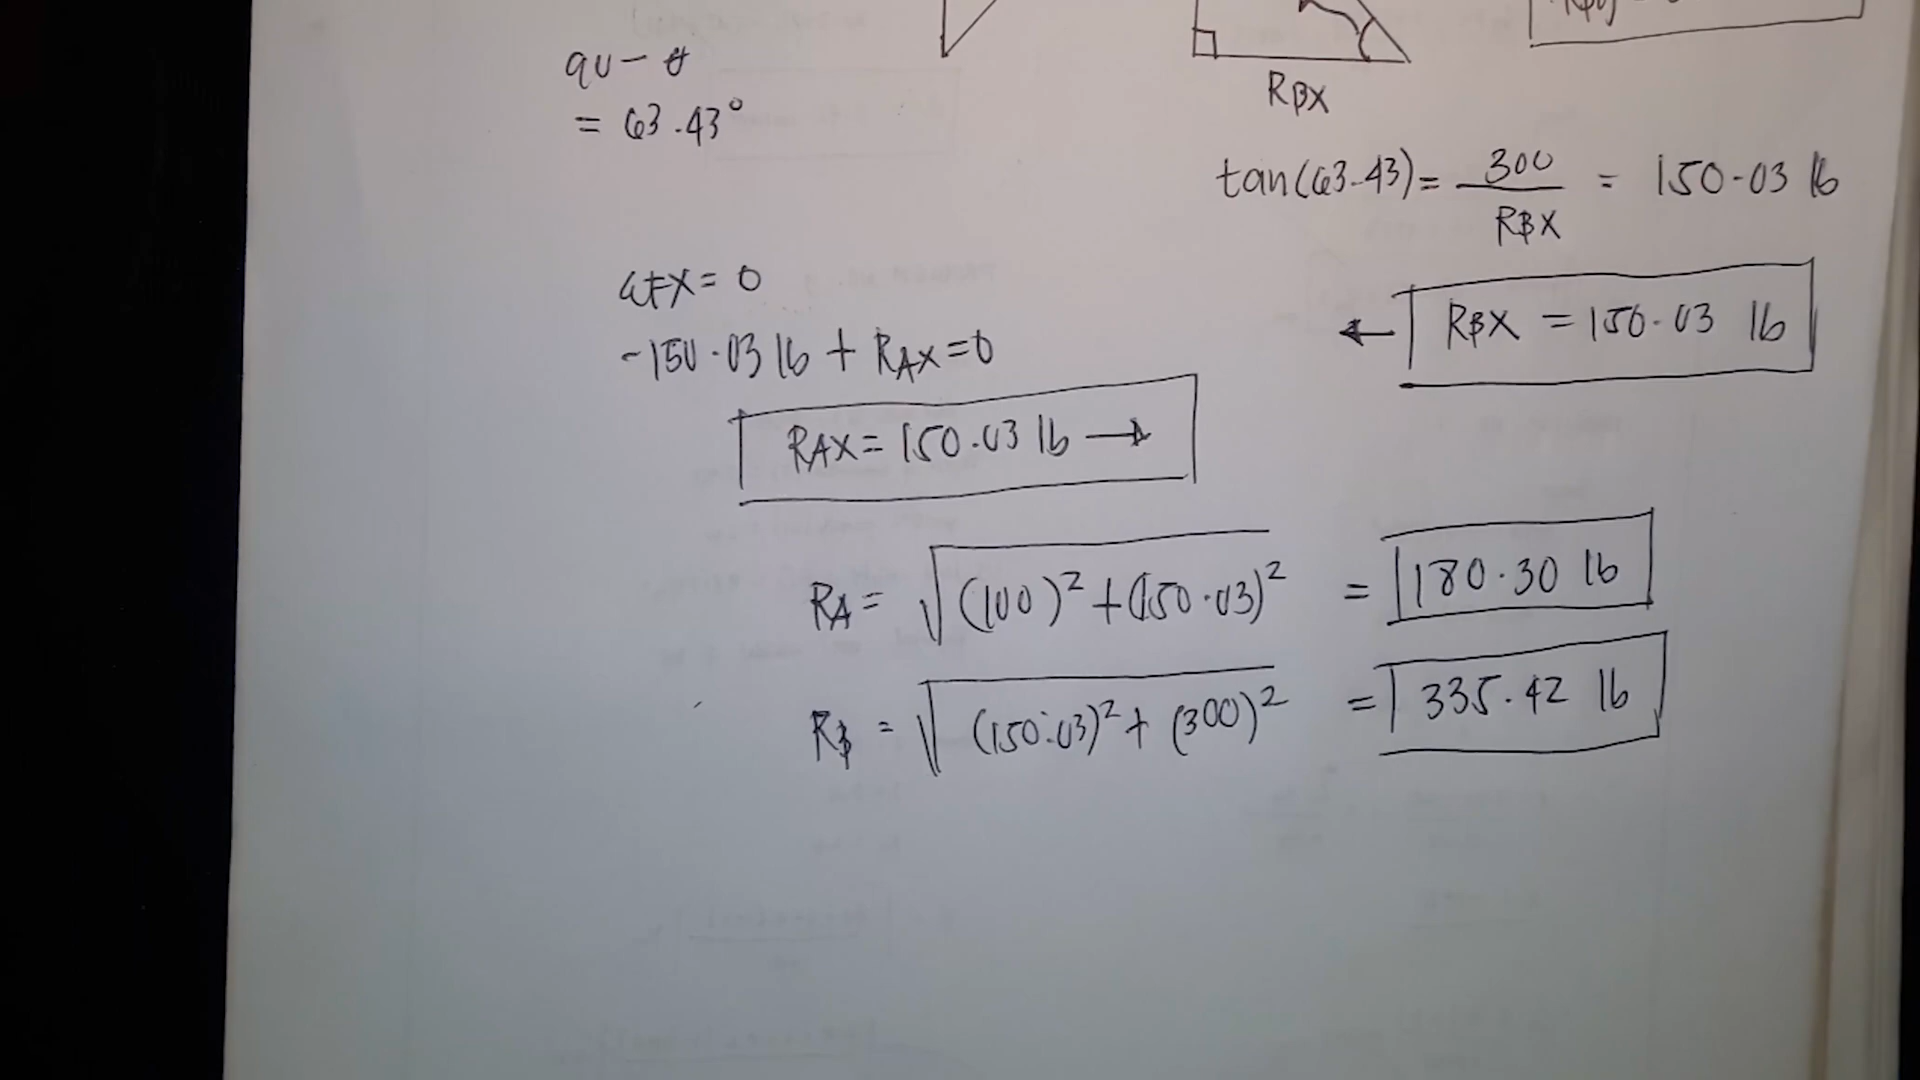 90 - θ
= 63.43°
RBX
tan(63.43) = 300 / RBX = 150.03 lb
RBX = 150.03 lb
ΣFX = 0
-150.03 lb + RAX = 0
RAX = 150.03 lb →
RA = √(100)² + (150.03)² = 180.30 lb
RB = √(150.03)² + (300)² = 335.42 lb